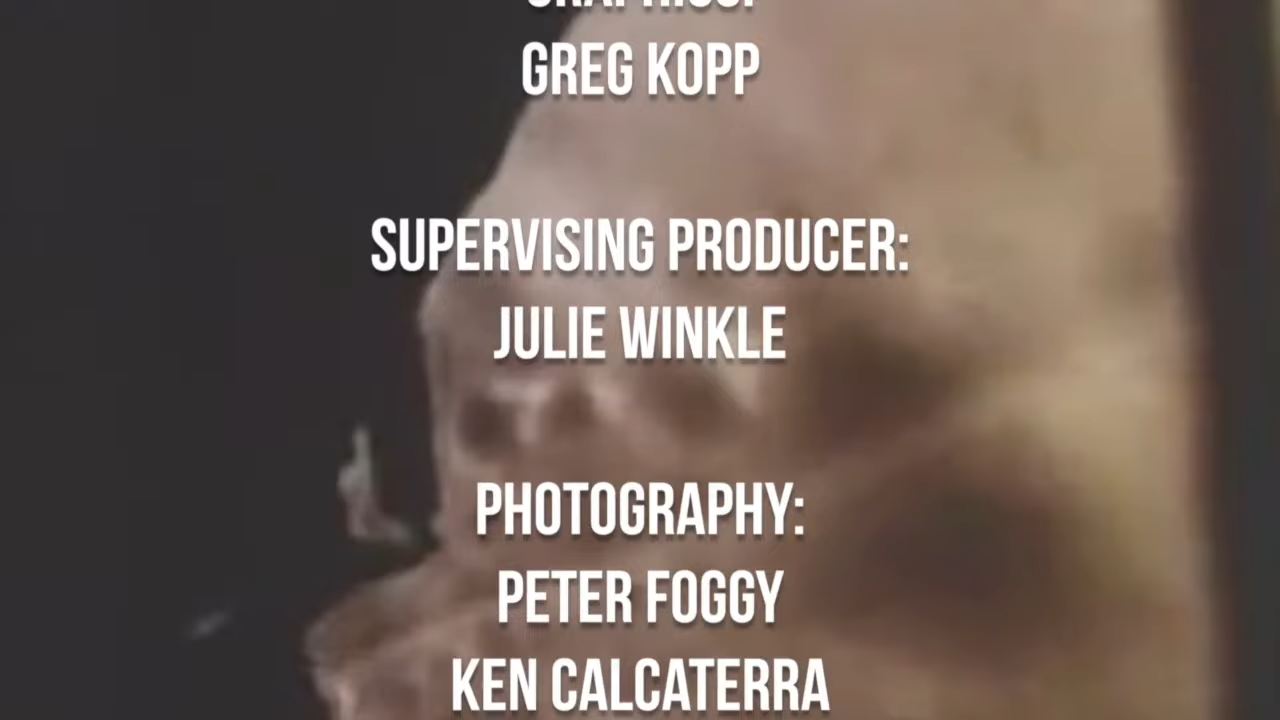 GREG KOPP
SUPERVISING PRODUCER:
JULIE WINKLE
PHOTOGRAPHY:
PETER FOGGY
KEN CALCATERRA